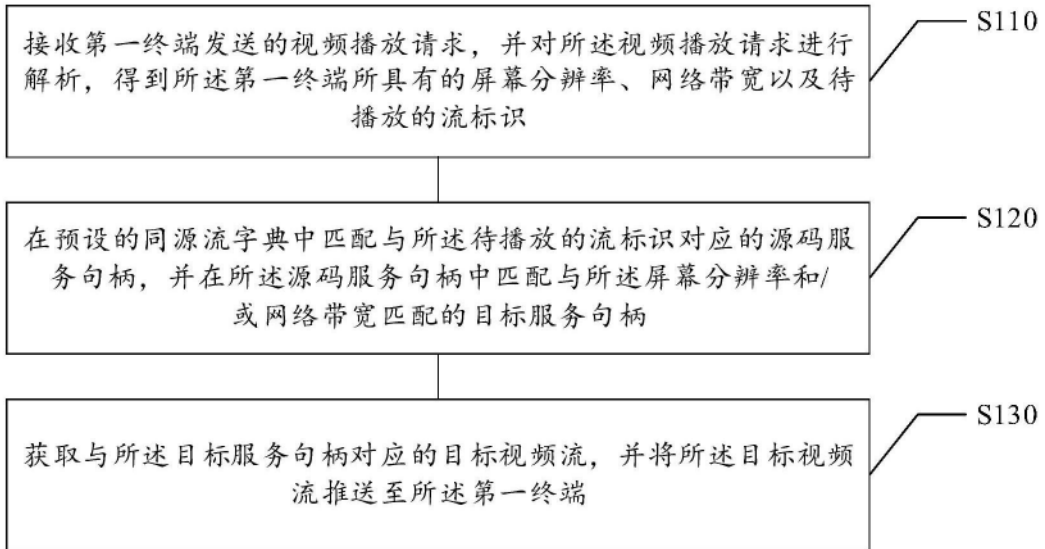 接收第一终端发送的视频播放请求，并对所述视频播放请求进行
解析，得到所述第一终端所具有的屏幕分辨率、网络带宽以及待
播放的流标识
S110
在预设的同源流字典中匹配与所述待播放的流标识对应的源码服
务句柄，并在所述源码服务句柄中匹配与所述屏幕分辨率和/
或网络带宽匹配的目标服务句柄
S120
获取与所述目标服务句柄对应的目标视频流，并将所述目标视频
流推送至所述第一终端
S130